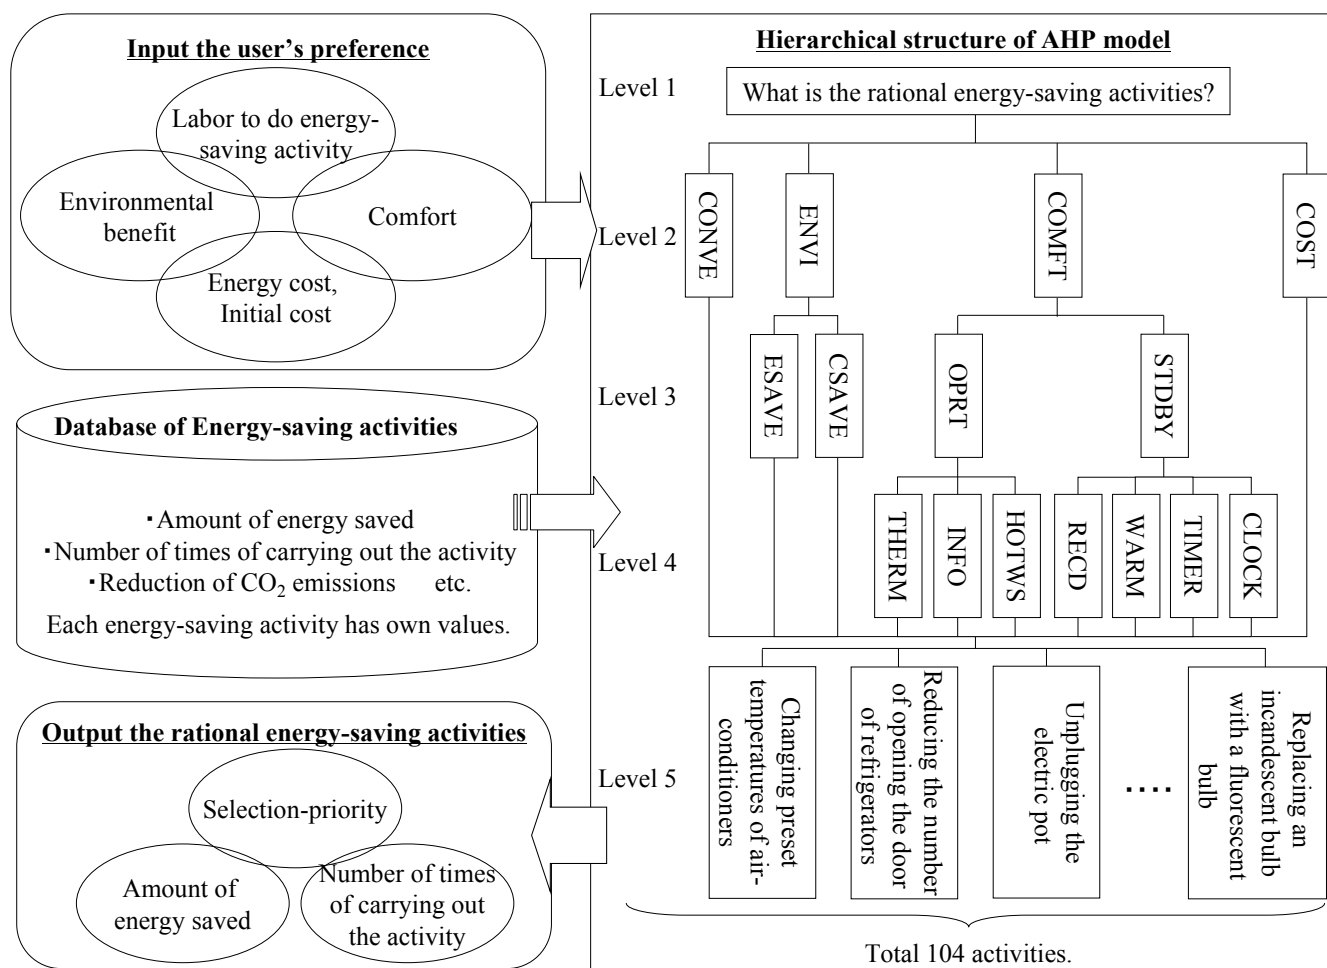 Input the user's preference
Labor to do energy-
saving activity
Environmental
benefit
Comfort
Energy cost,
Initial cost
Database of Energy-saving activities
・Amount of energy saved
・Number of times of carrying out the activity
・Reduction of CO₂ emissions etc.
Each energy-saving activity has own values.
Output the rational energy-saving activities
Selection-priority
Amount of
energy saved
Number of times
of carrying out
the activity
Hierarchical structure of AHP model
Level 1
What is the rational energy-saving activities?
Level 2
CONVE
ENVI
COMFT
COST
Level 3
ESAVE
CSAVE
OPRT
STDBY
Level 4
THERM
INFO
HOTWS
RECD
WARM
TIMER
CLOCK
Level 5
Changing preset
temperatures of air-
conditioners
Reducing the number
of opening the door
of refrigerators
Unplugging the
electric pot
····
Replacing an
incandescent bulb
with a fluorescent
bulb
Total 104 activities.